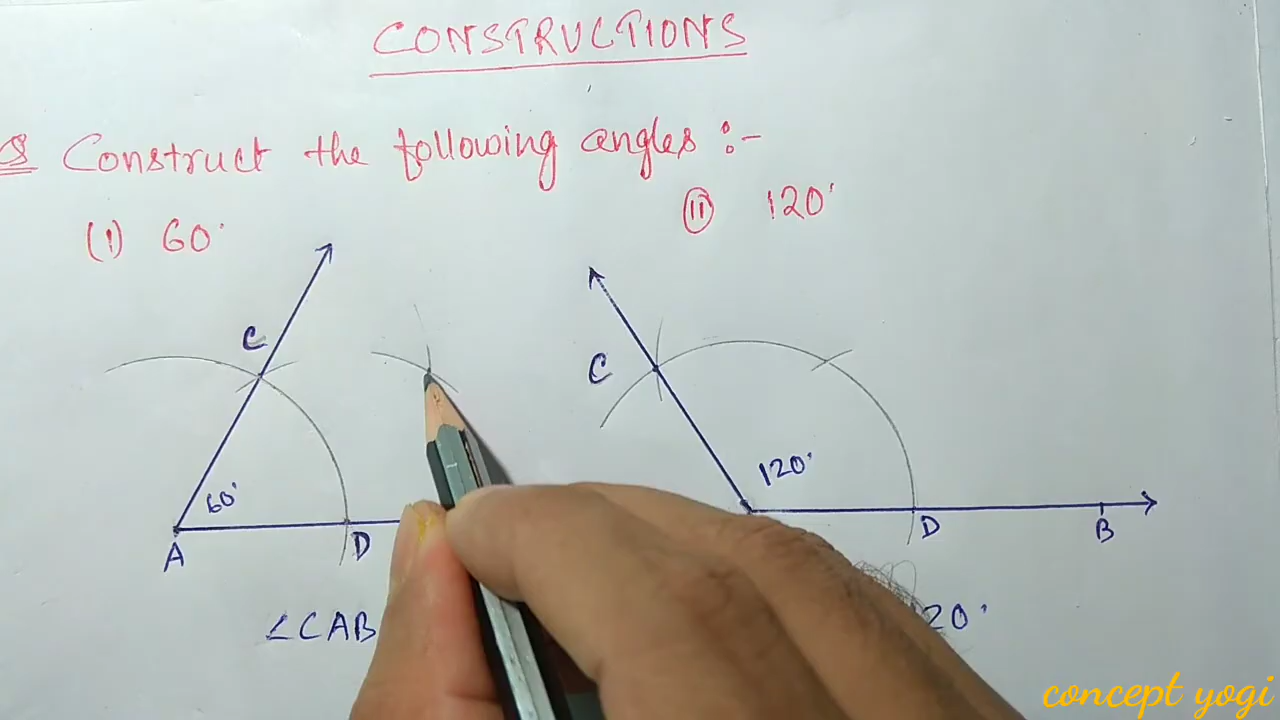 CONSTRUCTIONS
Q Construct the following angles :-
(i) 60° (ii) 120°
C C
60° 120°
A D D B
∠CAB 20°
concept yogi